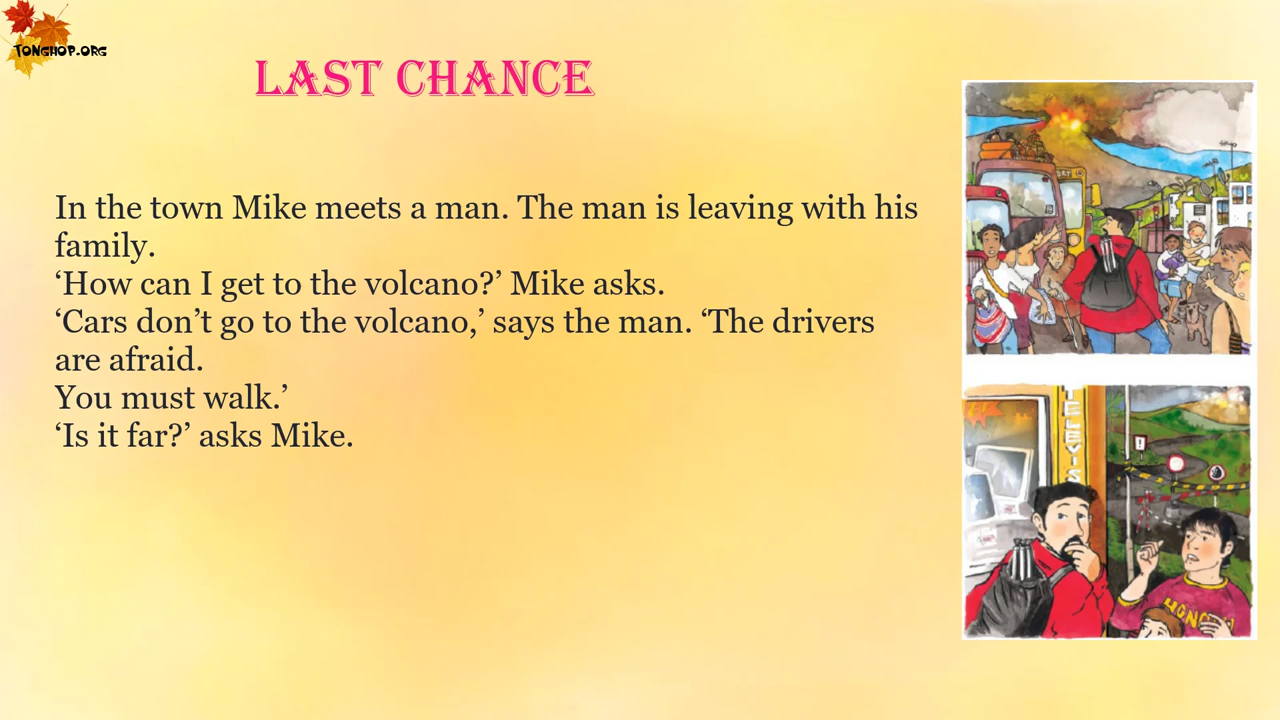 TONGHOP.ORG
LAST CHANCE
In the town Mike meets a man. The man is leaving with his
family.
‘How can I get to the volcano?’ Mike asks.
‘Cars don’t go to the volcano,’ says the man. ‘The drivers
are afraid.
You must walk.’
‘Is it far?’ asks Mike.
TELEVIS
HONG